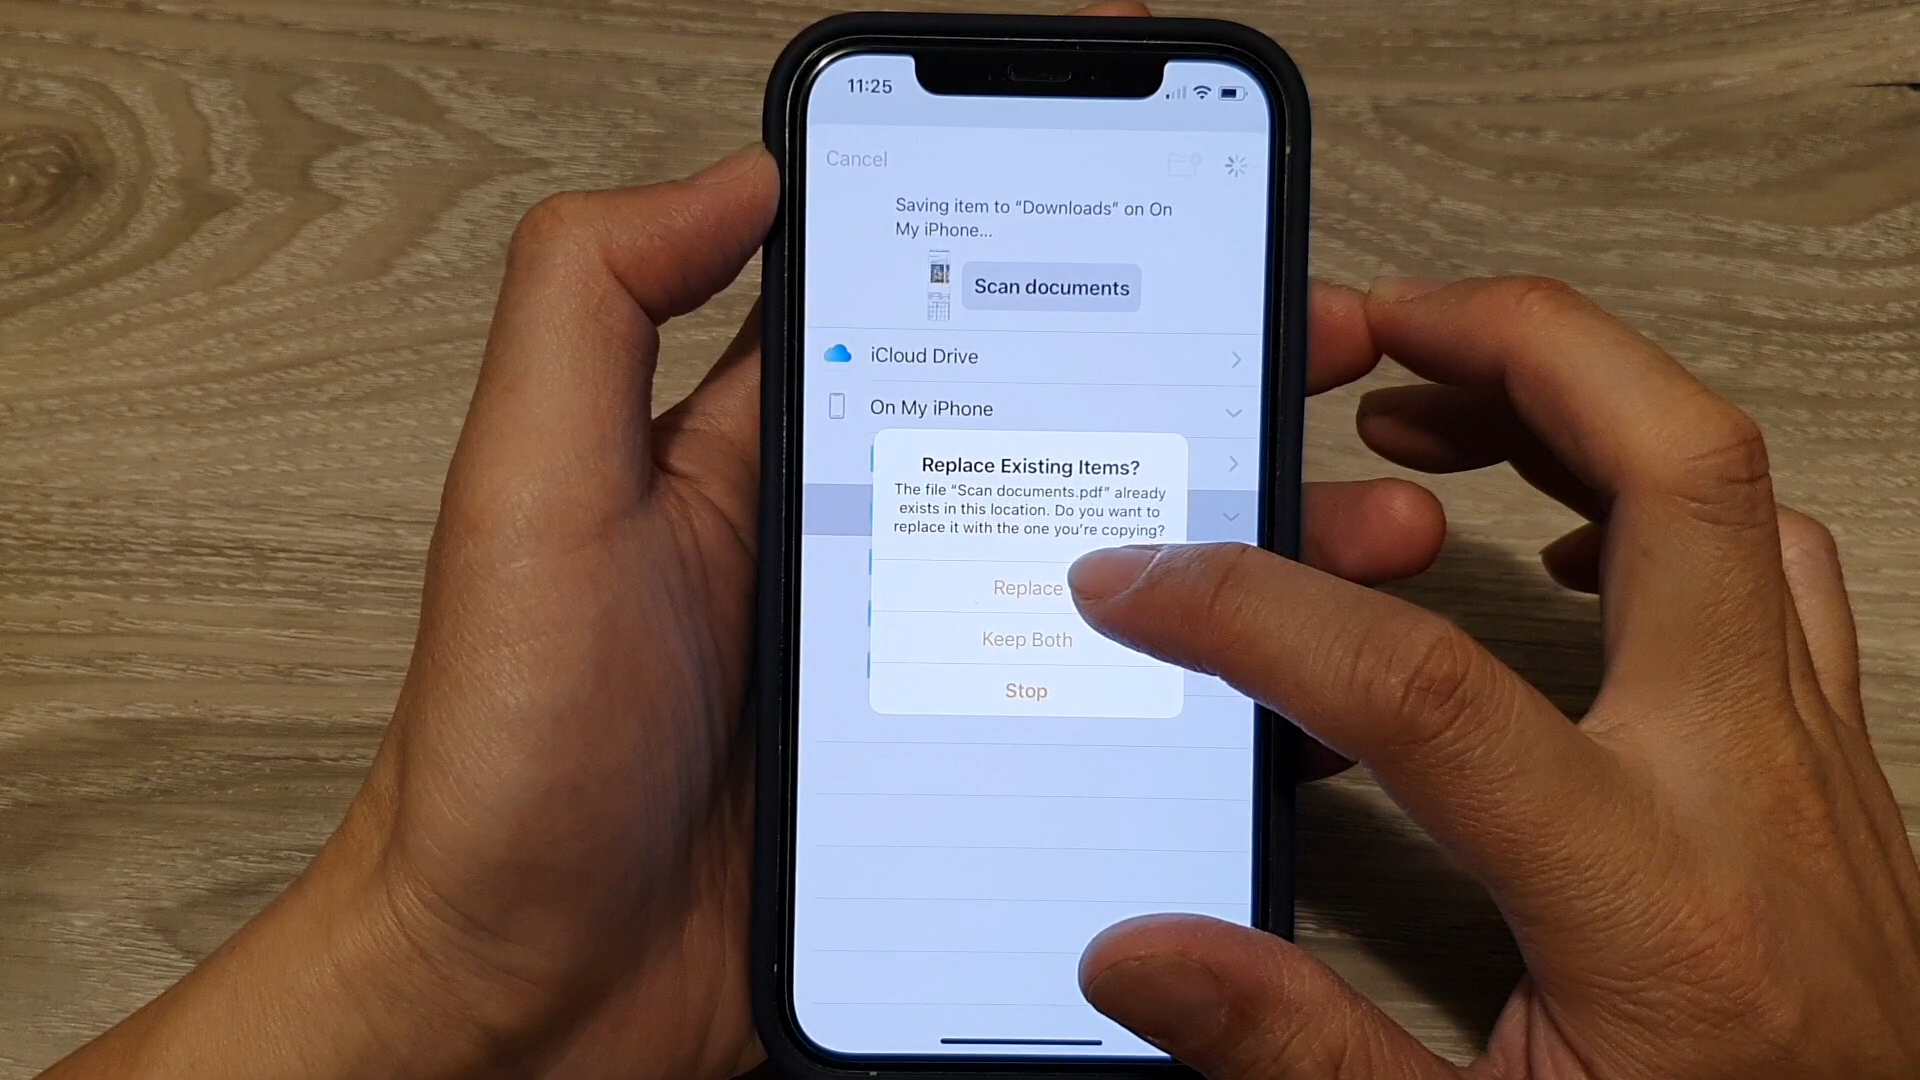 11:25
Cancel
Saving item to “Downloads” on On
My iPhone...
Scan documents
iCloud Drive
On My iPhone
Replace Existing Items?
The file “Scan documents.pdf” already
exists in this location. Do you want to
replace it with the one you’re copying?
Replace
Keep Both
Stop